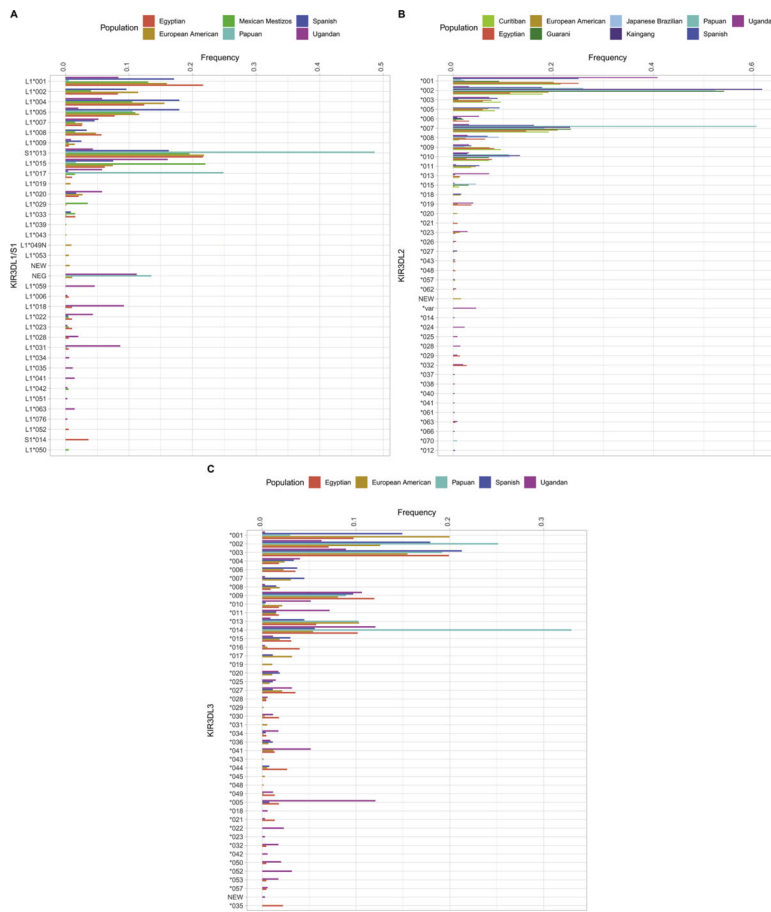 A
Population Egyptian Mexican Mestizos Spanish
European American Papuan Ugandan
Frequency
0.0 0.1 0.2 0.3 0.4 0.5
KIR3DL1/S1
L1*001
L1*002
L1*004
L1*005
L1*007
L1*008
L1*009
S1*013
L1*015
L1*017
L1*019
L1*020
L1*029
L1*033
L1*039
L1*043
L1*049N
L1*053
NEW
NEG
L1*059
L1*006
L1*018
L1*022
L1*023
L1*028
L1*031
L1*034
L1*035
L1*041
L1*042
L1*051
L1*063
L1*076
L1*052
S1*014
L1*050
B
Population Curitiban European American Japanese Brazilian Papuan Ugandan
Egyptian Guarani Kaingang Spanish
Frequency
0.0 0.2 0.4 0.6
KIR3DL2
*001
*002
*003
*005
*006
*007
*008
*009
*010
*011
*013
*015
*018
*019
*020
*021
*023
*026
*027
*043
*048
*057
*062
NEW
*var
*014
*024
*025
*028
*029
*032
*037
*038
*040
*041
*061
*063
*066
*070
*012
C
Population Egyptian European American Papuan Spanish Ugandan
Frequency
0.0 0.1 0.2 0.3
KIR3DL3
*001
*002
*003
*004
*006
*007
*008
*009
*010
*011
*013
*014
*015
*016
*017
*019
*020
*025
*027
*028
*029
*030
*031
*034
*036
*041
*043
*044
*045
*048
*049
*005
*018
*021
*022
*023
*032
*042
*050
*052
*053
*057
NEW
*035